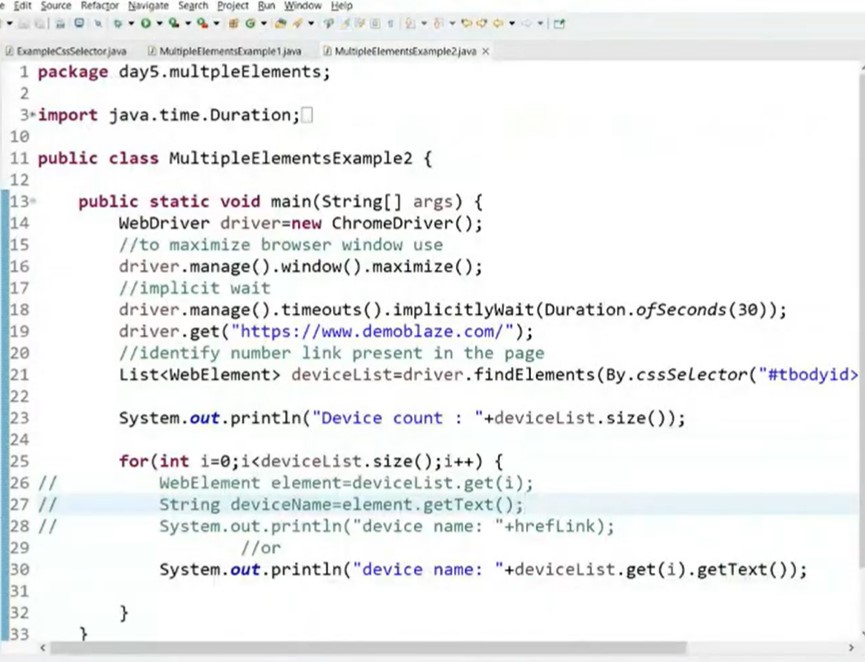 Edit Source Refactor Navigate Search Project Run Window Help
ExampleCssSelector.java MultipleElementsExample1.java MultipleElementsExample2.java
1 package day5.multpleElements;
2
3 import java.time.Duration;
10
11 public class MultipleElementsExample2 {
12
13 public static void main(String[] args) {
14 WebDriver driver=new ChromeDriver();
15 //to maximize browser window use
16 driver.manage().window().maximize();
17 //implicit wait
18 driver.manage().timeouts().implicitlyWait(Duration.ofSeconds(30));
19 driver.get("https://www.demoblaze.com/");
20 //identify number link present in the page
21 List<WebElement> deviceList=driver.findElements(By.cssSelector("#tbodyid>
22
23 System.out.println("Device count : "+deviceList.size());
24
25 for(int i=0;i<deviceList.size();i++) {
26 // WebElement element=deviceList.get(i);
27 // String deviceName=element.getText();
28 // System.out.println("device name: "+hrefLink);
29 //or
30 System.out.println("device name: "+deviceList.get(i).getText());
31
32 }
33 }